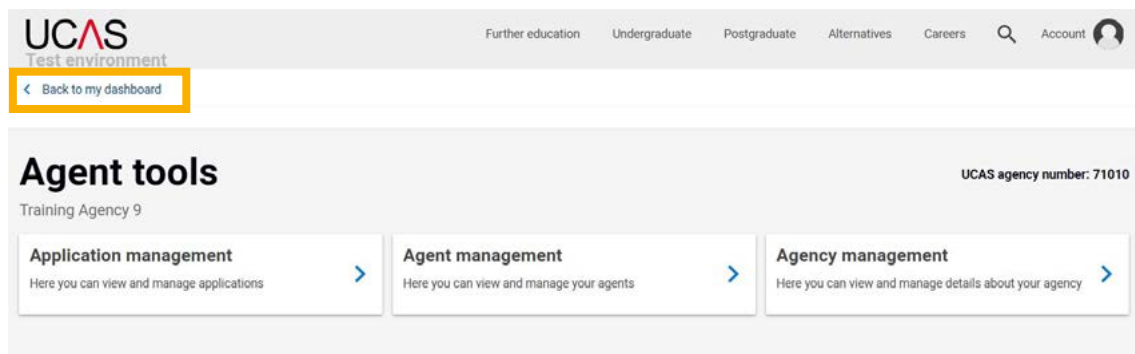 UCAS
Further education Undergraduate Postgraduate Alternatives Careers Account
Test environment
Back to my dashboard
Agent tools
UCAS agency number: 71010
Training Agency 9
Application management
Here you can view and manage applications
Agent management
Here you can view and manage your agents
Agency management
Here you can view and manage details about your agency